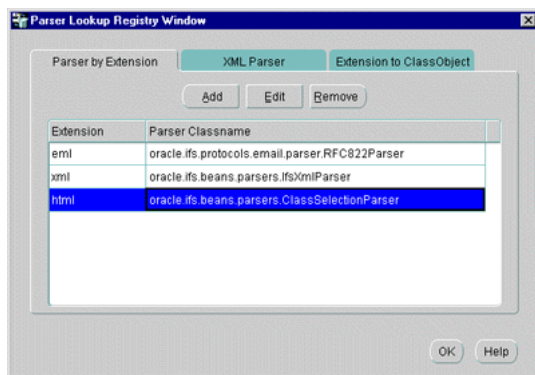 Parser Lookup Registry Window
Parser by Extension XML Parser Extension to ClassObject
Add Edit Remove
Extension Parser Classname
eml oracle.ifs.protocols.email.parser.RFC822Parser
xml oracle.ifs.beans.parsers.IfsXmlParser
html oracle.ifs.beans.parsers.ClassSelectionParser
OK Help